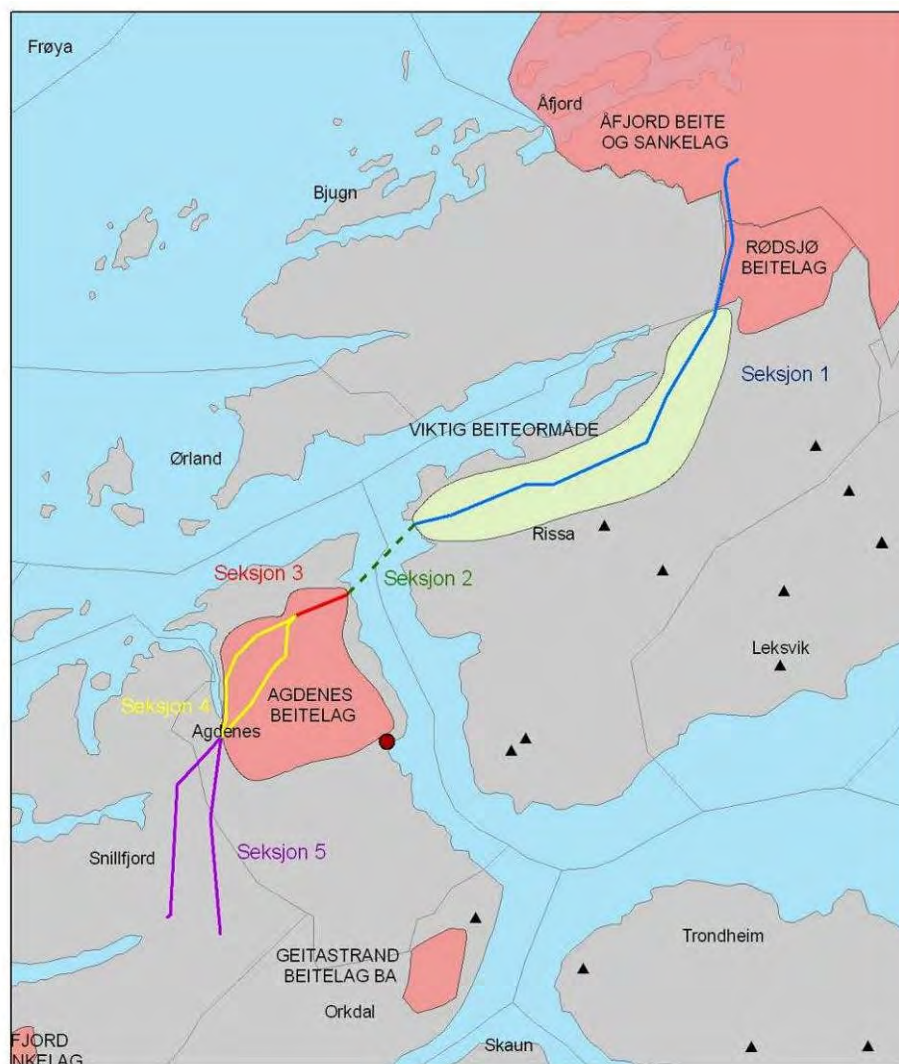 Frøya
Åfjord
ÅFJORD BEITE
OG SANKELAG
Bjugn
RØDSJØ
BEITELAG
Seksjon 1
VIKTIG BEITEORMÅDE
Ørland
Rissa
Seksjon 3
Seksjon 2
Leksvik
AGDENES
BEITELAG
Seksjon 4
Agdenes
Snillfjord
Seksjon 5
Trondheim
GEITASTRAND
BEITELAG BA
Orkdal
FJORD
NKELAG
Skaun